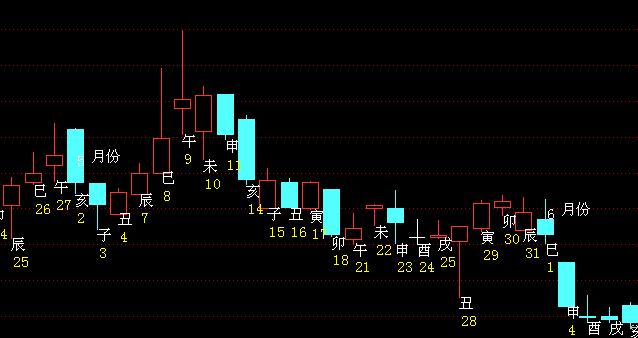 辰
25
巳
26
午
27
5 月份
亥
2
子
3
丑
4
辰
7
巳
8
午
9
未
10
申
11
亥
14
子
15
丑
16
寅
17
卯
18
午
21
未
22
申
23
酉
24
戌
25
丑
28
寅
29
卯
30
辰
31
6 月份
巳
1
申
4
酉
戌
亥